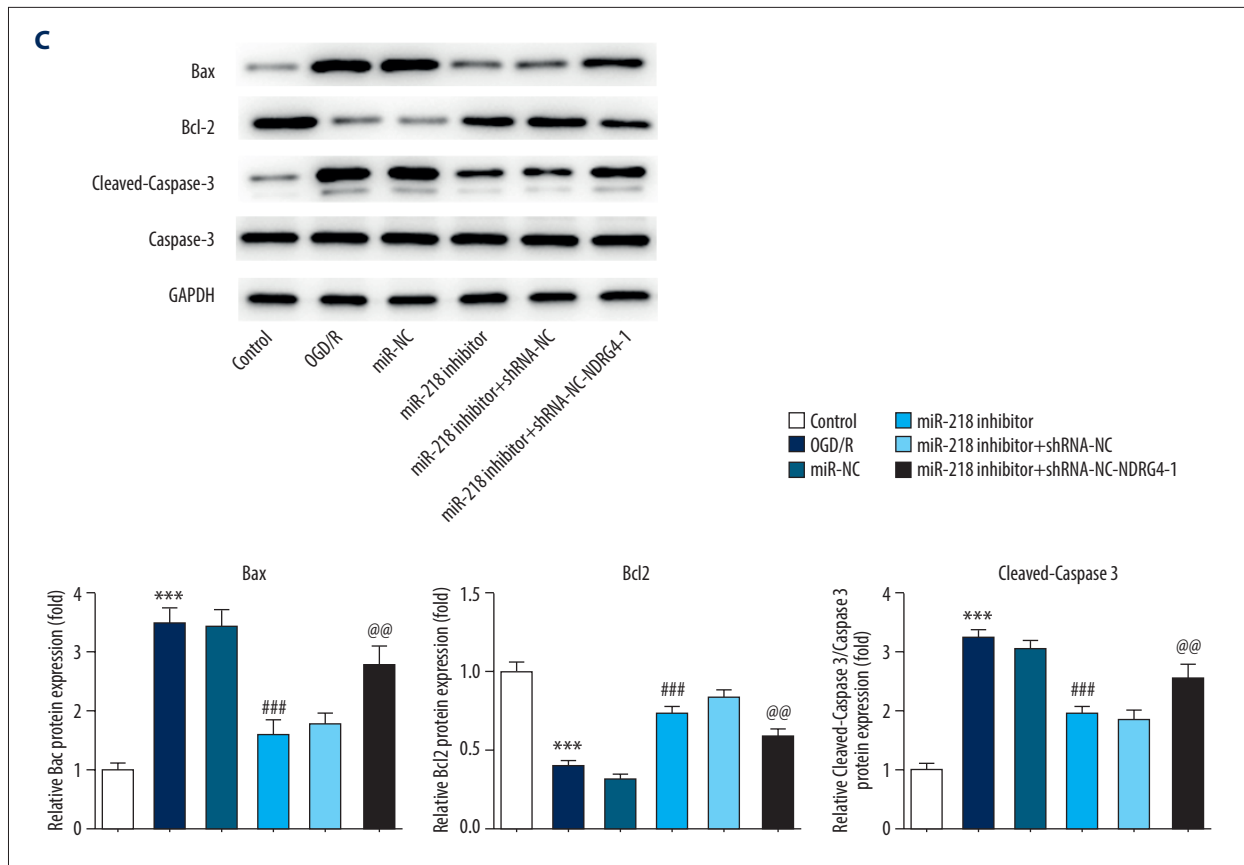 C
Bax
Bcl-2
Cleaved-Caspase-3
Caspase-3
GAPDH
Control
OGD/R
miR-NC
miR-218 inhibitor
miR-218 inhibitor+shRNA-NC
miR-218 inhibitor+shRNA-NC-NDRG4-1
Control
OGD/R
miR-NC
miR-218 inhibitor
miR-218 inhibitor+shRNA-NC
miR-218 inhibitor+shRNA-NC-NDRG4-1
Bax
Relative Bac protein expression (fold)
4
3
2
1
0
***
###
@@
Bcl2
Relative Bcl2 protein expression (fold)
1.5
1.0
0.5
0.0
***
###
@@
Cleaved-Caspase 3
Relative Cleaved-Caspase 3/Caspase 3
protein expression (fold)
4
3
2
1
0
***
###
@@